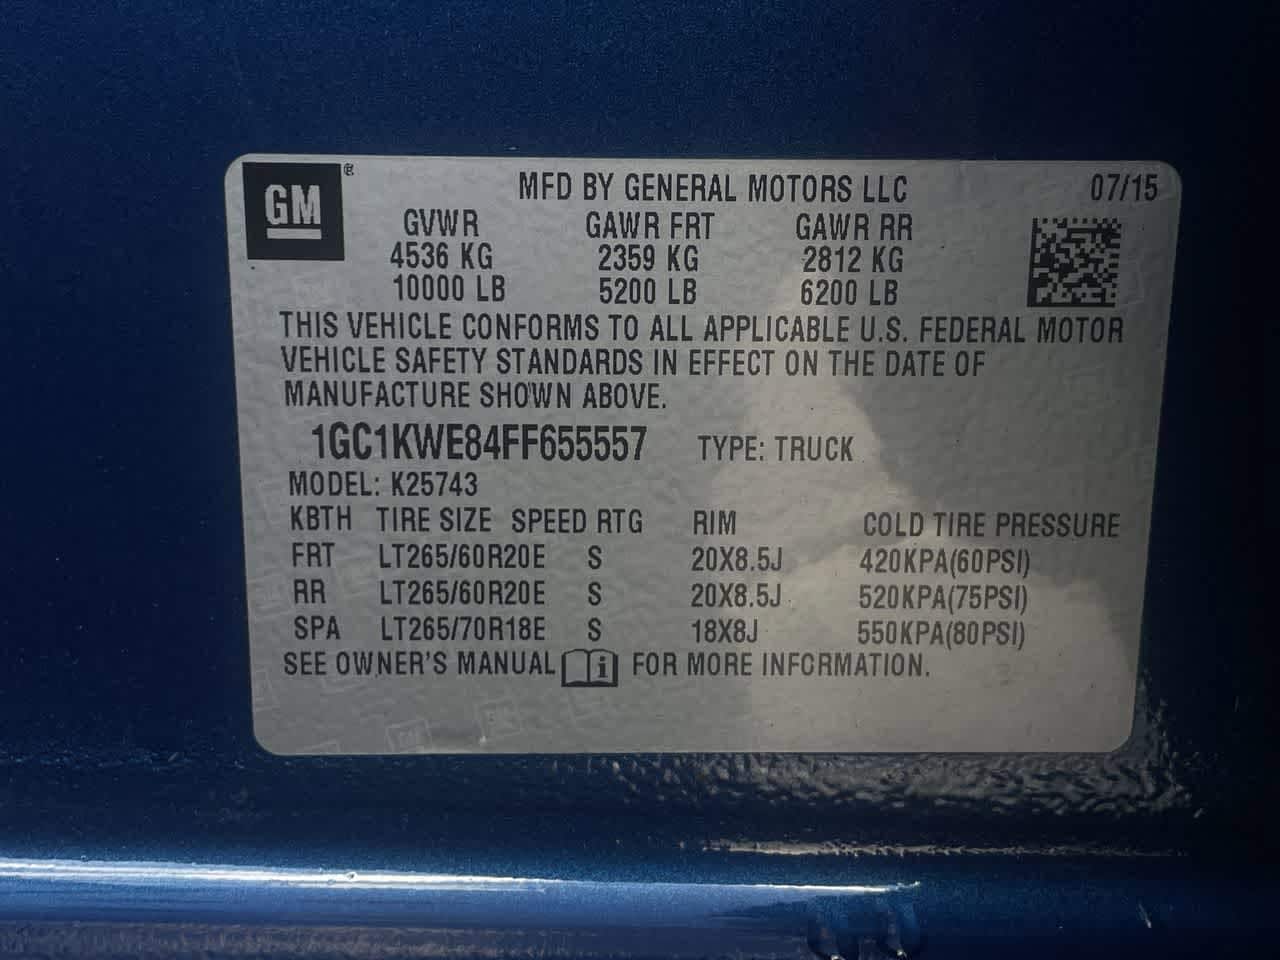 GM ®
MFD BY GENERAL MOTORS LLC 07/15
GVWR GAWR FRT GAWR RR
4536 KG 2359 KG 2812 KG
10000 LB 5200 LB 6200 LB
THIS VEHICLE CONFORMS TO ALL APPLICABLE U.S. FEDERAL MOTOR
VEHICLE SAFETY STANDARDS IN EFFECT ON THE DATE OF
MANUFACTURE SHOWN ABOVE.
1GC1KWE84FF655557 TYPE: TRUCK
MODEL: K25743
KBTH TIRE SIZE SPEED RTG RIM COLD TIRE PRESSURE
FRT LT265/60R20E S 20X8.5J 420KPA(60PSI)
RR LT265/60R20E S 20X8.5J 520KPA(75PSI)
SPA LT265/70R18E S 18X8J 550KPA(80PSI)
SEE OWNER'S MANUAL i FOR MORE INFORMATION.